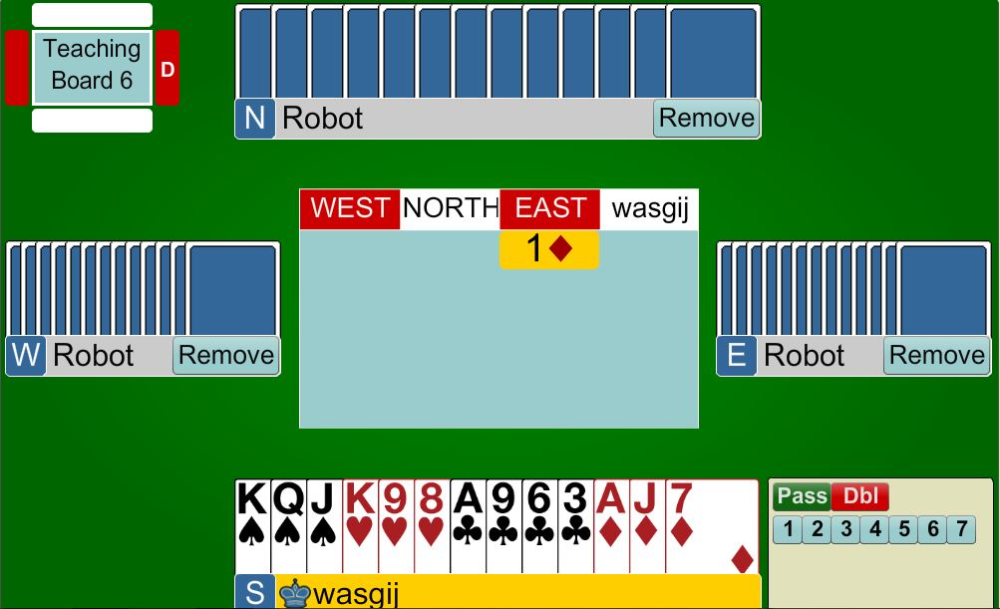 Teaching
Board 6
D
N Robot Remove
WEST NORTH EAST wasgij
1♦
W Robot Remove
E Robot Remove
K♠ Q♠ J♠ K♥ 9♥ 8♥ A♣ 9♣ 6♣ 3♣ A♦ J♦ 7♦
Pass Dbl
1 2 3 4 5 6 7
S wasgij